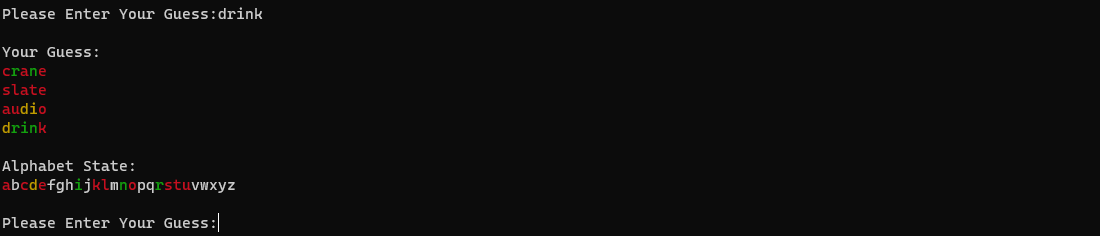 Please Enter Your Guess:drink
Your Guess:
crane
slate
audio
drink
Alphabet State:
abcdefghijklmnopqrstuvwxyz
Please Enter Your Guess: